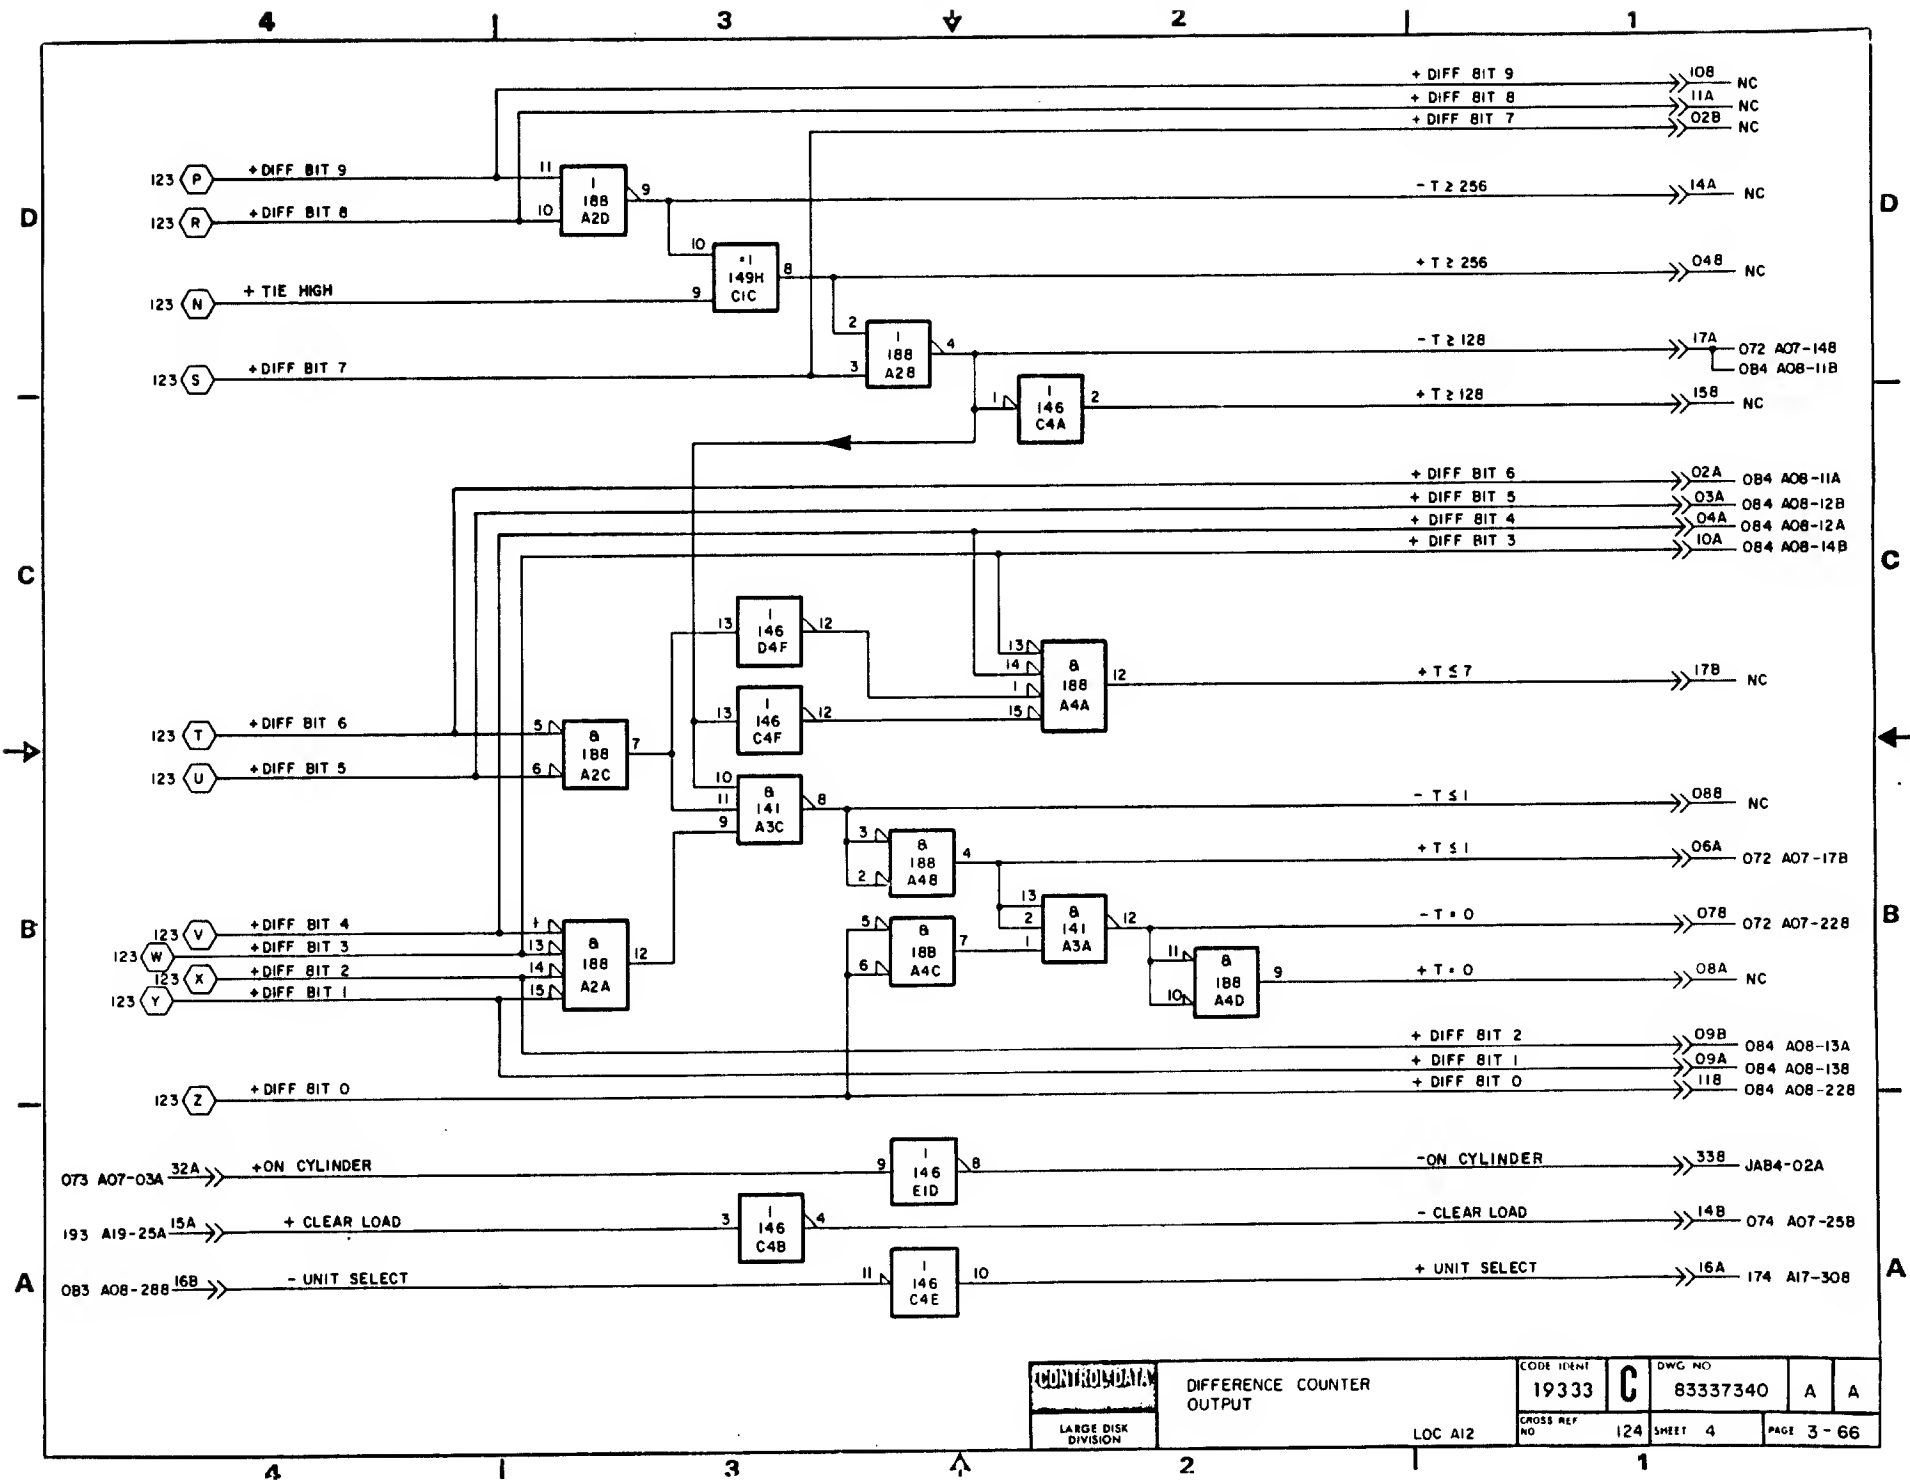 4 3 2 1
+ DIFF BIT 9 10B NC
+ DIFF BIT 8 11A NC
+ DIFF BIT 7 02B NC
123 P +DIFF BIT 9 11
1 188 A2D 9
- T ≥ 256 14A NC
D D
123 R +DIFF BIT 8 10
10 =1 149H C1C 8
+ T ≥ 256 04B NC
123 N + TIE HIGH 9
2 1 188 A2B 4
- T ≥ 128 17A 072 A07-14B
084 A08-11B
123 S +DIFF BIT 7 3
1 1 146 C4A 2
+ T ≥ 128 15B NC
+ DIFF BIT 6 02A 084 A08-11A
+ DIFF BIT 5 03A 084 A08-12B
+ DIFF BIT 4 04A 084 A08-12A
+ DIFF BIT 3 10A 084 A08-14B
C C
13 1 146 D4F 12
13 14 1 15 & 188 A4A 12
+ T ≤ 7 17B NC
13 1 146 C4F 12
123 T +DIFF BIT 6 5
& 188 A2C 7
123 U +DIFF BIT 5 6
10 11 9 & 141 A3C 8
- T ≤ 1 08B NC
3 2 & 188 A4B 4
+ T ≤ 1 06A 072 A07-17B
B B
13 2 1 & 141 A3A 12
- T = 0 07B 072 A07-22B
123 V +DIFF BIT 4 1
123 W +DIFF BIT 3 13
123 X +DIFF BIT 2 14
123 Y +DIFF BIT 1 15
& 188 A2A 12
5 6 & 188 A4C 7
11 10 & 188 A4D 9
+ T = 0 08A NC
+ DIFF BIT 2 09B 084 A08-13A
+ DIFF BIT 1 09A 084 A08-13B
+ DIFF BIT 0 11B 084 A08-22B
123 Z +DIFF BIT 0
073 A07-03A 32A +ON CYLINDER 9 1 146 E1D 8 -ON CYLINDER 33B JA84-02A
193 A19-25A 15A + CLEAR LOAD 3 1 146 C4B 4 - CLEAR LOAD 14B 074 A07-25B
A A
083 A08-28B 16B - UNIT SELECT 11 1 146 C4E 10 + UNIT SELECT 16A 174 A17-30B
CONTROL DATA
LARGE DISK
DIVISION
DIFFERENCE COUNTER
OUTPUT
LOC A12
CODE IDENT
19333
C
DWG NO
83337340
A A
CROSS REF
NO 124
SHEET 4
PAGE 3-66
4 3 2 1